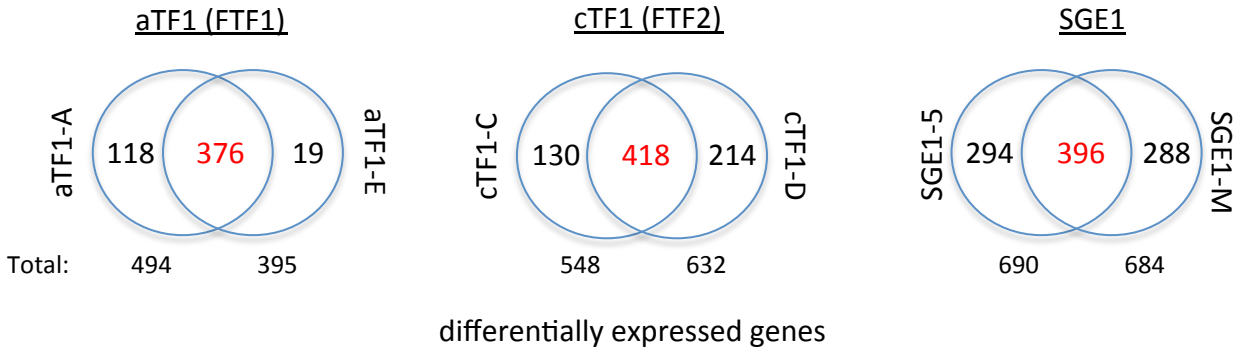 aTF1 (FTF1)
cTF1 (FTF2)
SGE1
aTF1-A
118
376
19
aTF1-E
cTF1-C
130
418
214
cTF1-D
SGE1-5
294
396
288
SGE1-M
Total:
494
395
548
632
690
684
differentially expressed genes